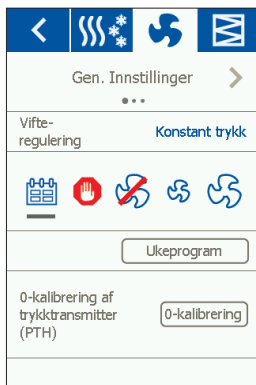 Gen. Innstillinger
Vifte-
regulering
Konstant trykk
Ukeprogram
0-kalibrering af
trykktransmitter
(PTH)
0-kalibrering